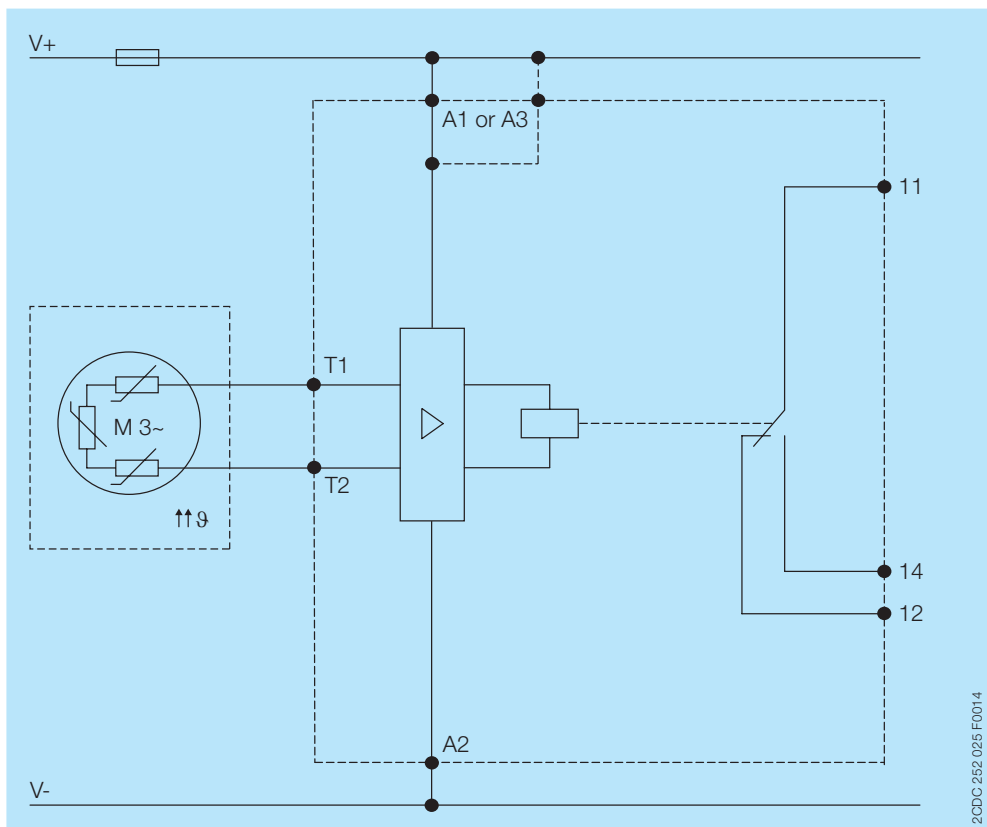 V+
A1 or A3
11
T1
M 3~
T2
↑↑ϑ
14
12
A2
V-
2CDC 252 025 F0014